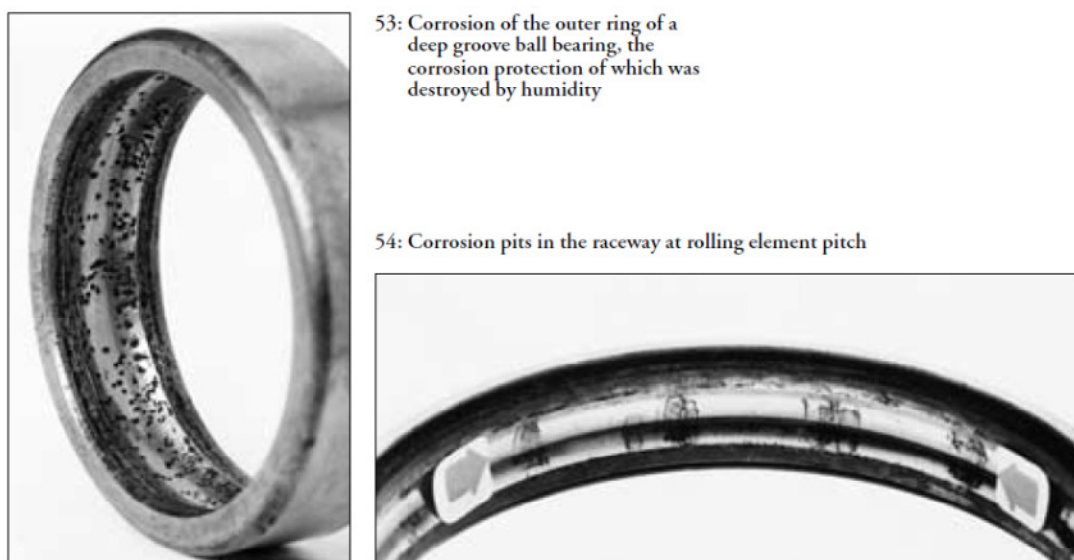 53: Corrosion of the outer ring of a
deep groove ball bearing, the
corrosion protection of which was
destroyed by humidity
54: Corrosion pits in the raceway at rolling element pitch